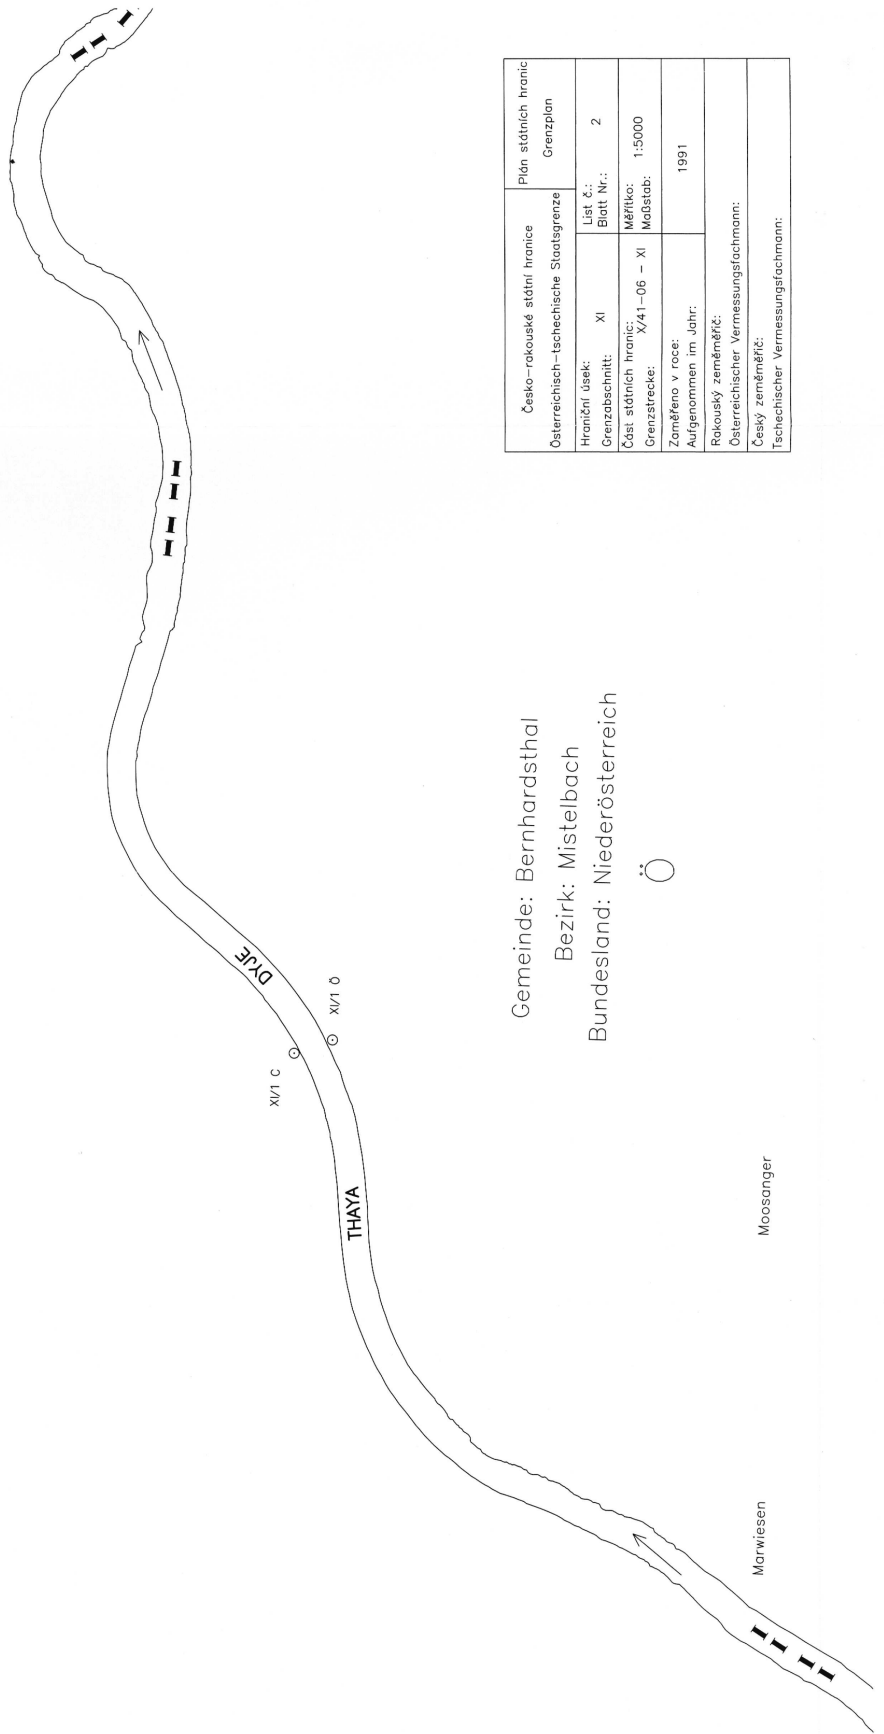 Česko-rakouské státní hranice
Österreichisch-tschechische Staatsgrenze
Plán státních hranic
Grenzplan
Hraniční úsek:
Grenzabschnitt: XI
List č.:
Blatt Nr.: 2
Část státních hranic:
X/41-06 - XI
Grenzstrecke:
Měřítko:
Maßstab: 1:5000
Zaměřeno v roce:
Aufgenommen im Jahr:
1991
Rakouský zeměměřič:
Österreichischer Vermessungsfachmann:
Český zeměměřič:
Tschechischer Vermessungsfachmann:
DYJE
XI/1 C
XI/1 Ö
THAYA
Gemeinde: Bernhardsthal
Bezirk: Mistelbach
Bundesland: Niederösterreich
Ö
Moosanger
Marwiesen